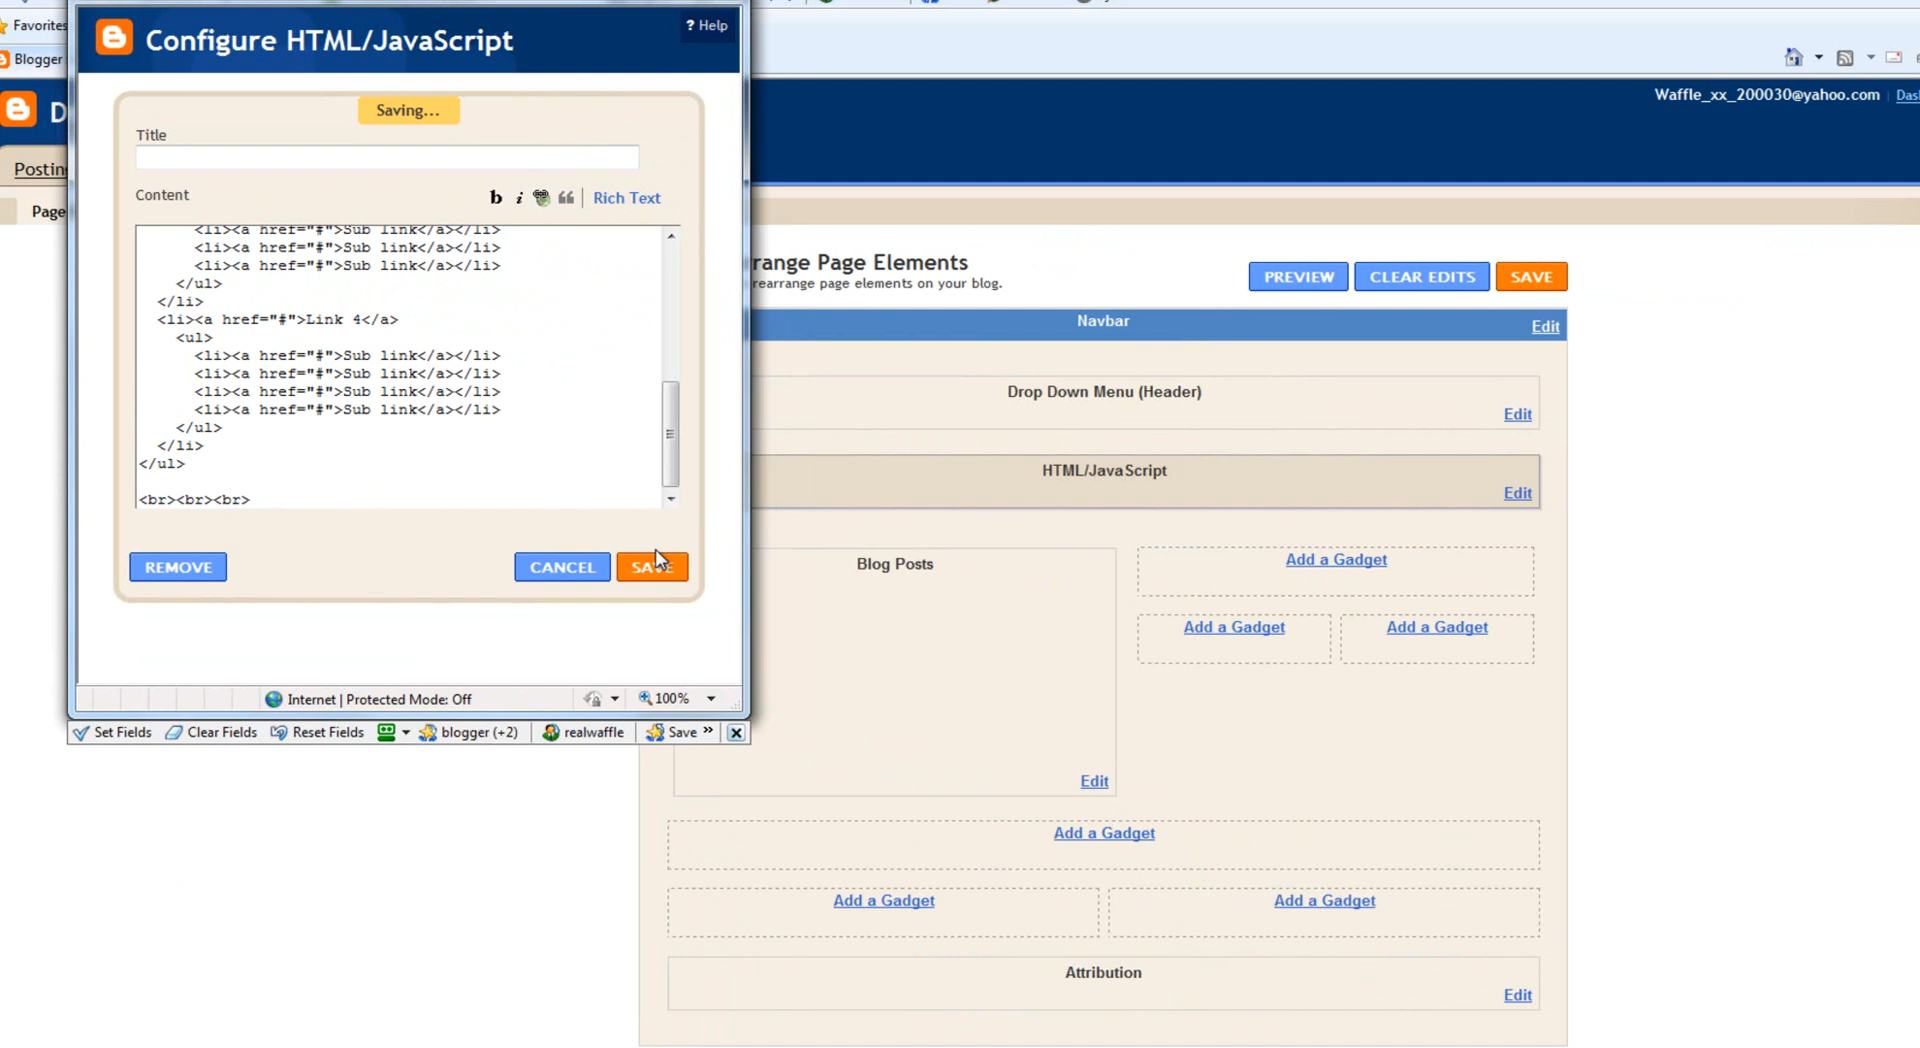 Favorites
Blogger
Configure HTML/JavaScript
? Help
Waffle_xx_200030@yahoo.com
D
Posting
Page
Saving...
Title
Content
b i Rich Text
<li><a href="#">Sub link</a></li>
<li><a href="#">Sub link</a></li>
<li><a href="#">Sub link</a></li>
</ul>
</li>
<li><a href="#">Link 4</a>
<ul>
<li><a href="#">Sub link</a></li>
<li><a href="#">Sub link</a></li>
<li><a href="#">Sub link</a></li>
<li><a href="#">Sub link</a></li>
</ul>
</li>
</ul>
<br><br><br>
REMOVE
CANCEL
SAVE
Internet | Protected Mode: Off
100%
Set Fields
Clear Fields
Reset Fields
blogger (+2)
realwaffle
Save »
range Page Elements
rearrange page elements on your blog.
PREVIEW
CLEAR EDITS
SAVE
Navbar
Edit
Drop Down Menu (Header)
Edit
HTML/JavaScript
Edit
Blog Posts
Edit
Add a Gadget
Add a Gadget
Add a Gadget
Add a Gadget
Add a Gadget
Add a Gadget
Attribution
Edit